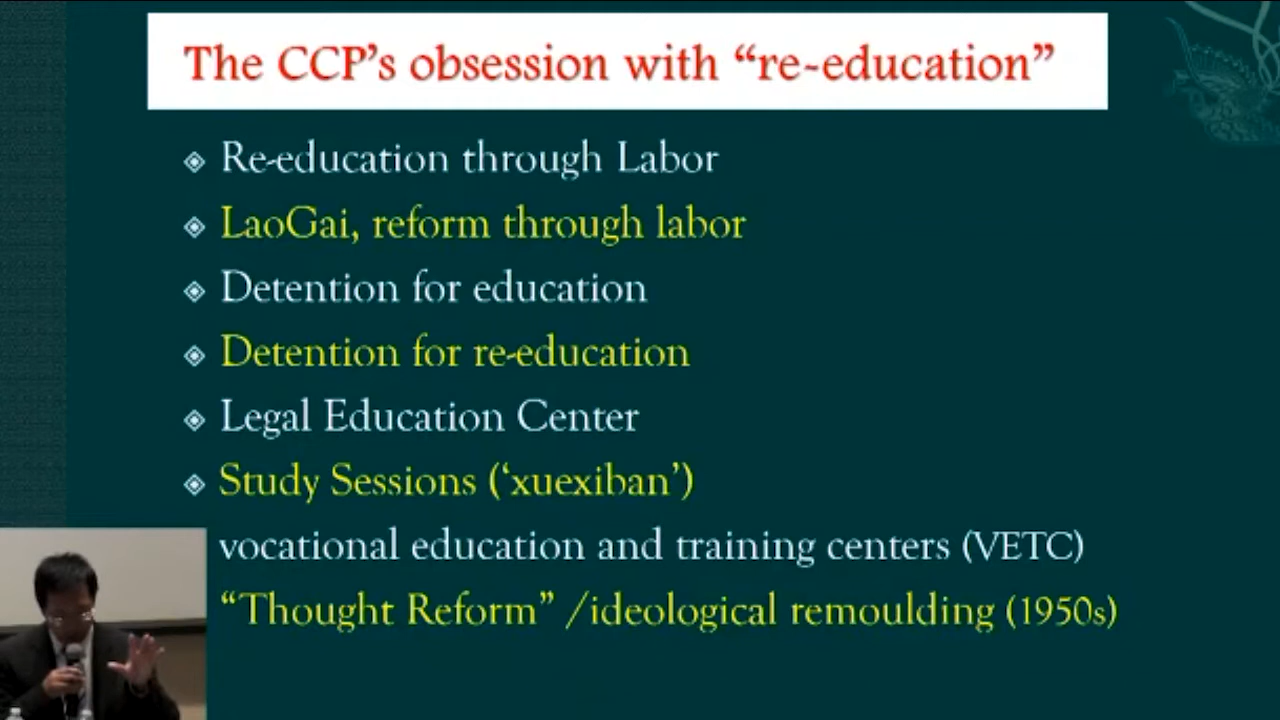 The CCP’s obsession with “re-education”
Re-education through Labor
LaoGai, reform through labor
Detention for education
Detention for re-education
Legal Education Center
Study Sessions (‘xuexiban’)
vocational education and training centers (VETC)
“Thought Reform” /ideological remoulding (1950s)